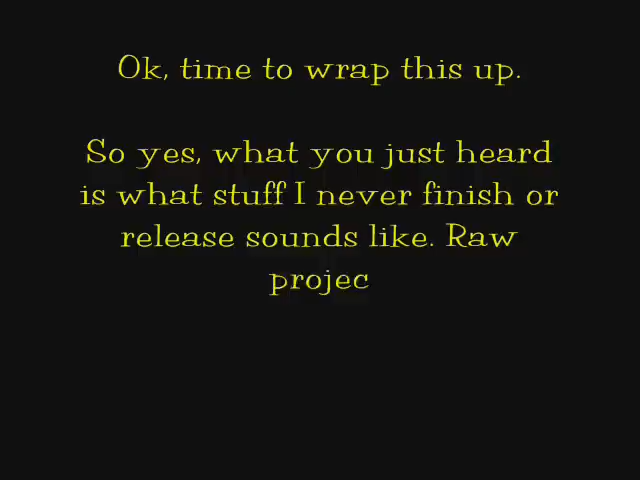 Ok, time to wrap this up.
So yes, what you just heard
is what stuff I never finish or
release sounds like. Raw
projec